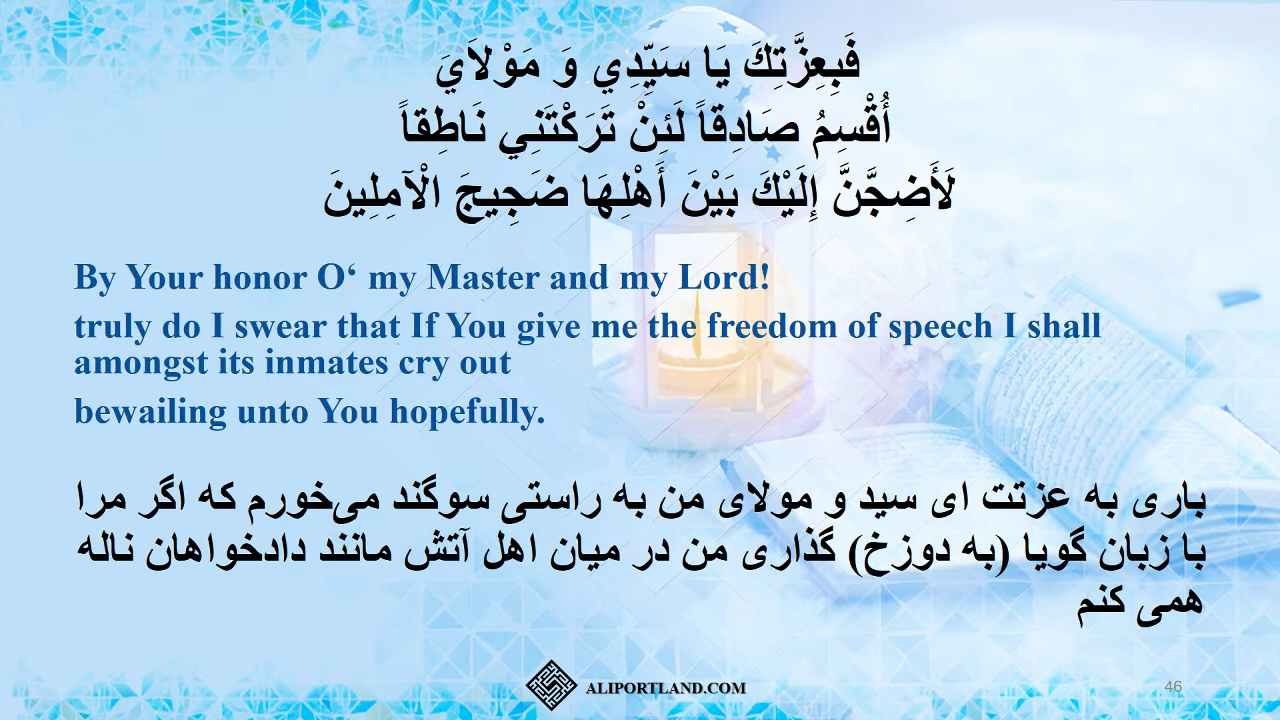 فَبِعِزَّتِكَ يَا سَيِّدِي وَ مَوْلاَيَ
أُقْسِمُ صَادِقاً لَئِنْ تَرَكْتَنِي نَاطِقاً
لَأَضِجَّنَّ إِلَيْكَ بَيْنَ أَهْلِهَا ضَجِيجَ الْآمِلِينَ
By Your honor O‘ my Master and my Lord!
truly do I swear that If You give me the freedom of speech I shall
amongst its inmates cry out
bewailing unto You hopefully.
باری به عزتت ای سید و مولای من به راستی سوگند می‌خورم که اگر مرا
با زبان گویا (به دوزخ) گذاری من در میان اهل آتش مانند دادخواهان ناله
همی کنم
ALIPORTLAND.COM
46